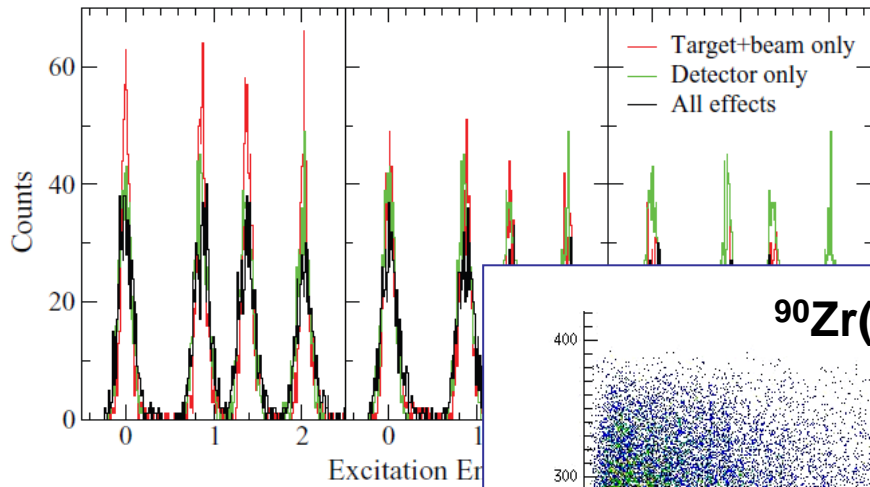 60
40
20
0
Counts
Target+beam only
Detector only
All effects
0 1 2 0 1
Excitation Er
90Zr(
400
300